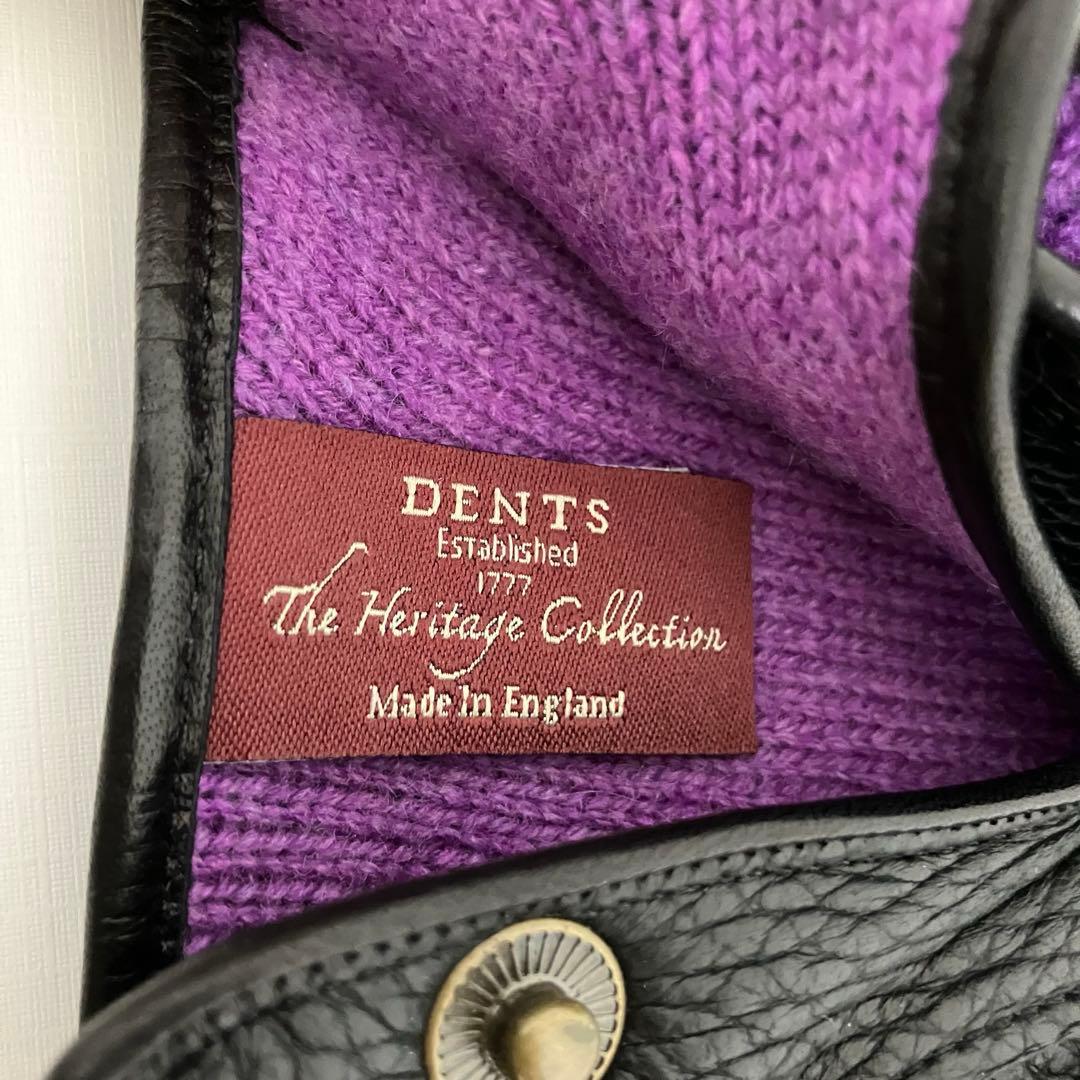 DENTS
Established
1777
The Heritage Collection
Made In England